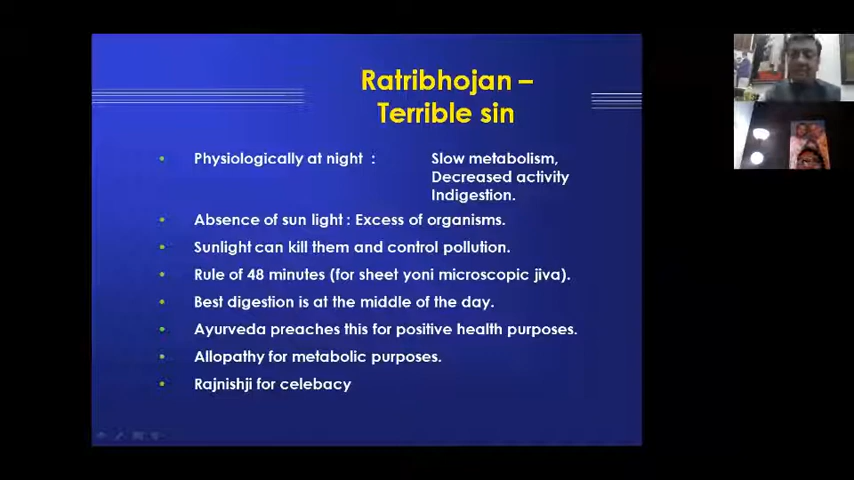 Ratribhojan –
Terrible sin
Physiologically at night : Slow metabolism,
Decreased activity
Indigestion.
Absence of sun light : Excess of organisms.
Sunlight can kill them and control pollution.
Rule of 48 minutes (for sheet yoni microscopic jiva).
Best digestion is at the middle of the day.
Ayurveda preaches this for positive health purposes.
Allopathy for metabolic purposes.
Rajnishji for celebacy